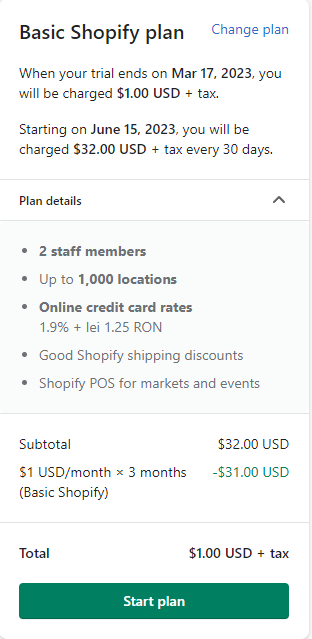 Basic Shopify plan
Change plan
When your trial ends on Mar 17, 2023, you
will be charged $1.00 USD + tax.
Starting on June 15, 2023, you will be
charged $32.00 USD + tax every 30 days.
Plan details
• 2 staff members
• Up to 1,000 locations
• Online credit card rates
1.9% + lei 1.25 RON
• Good Shopify shipping discounts
• Shopify POS for markets and events
Subtotal $32.00 USD
$1 USD/month × 3 months -$31.00 USD
(Basic Shopify)
Total $1.00 USD + tax
Start plan